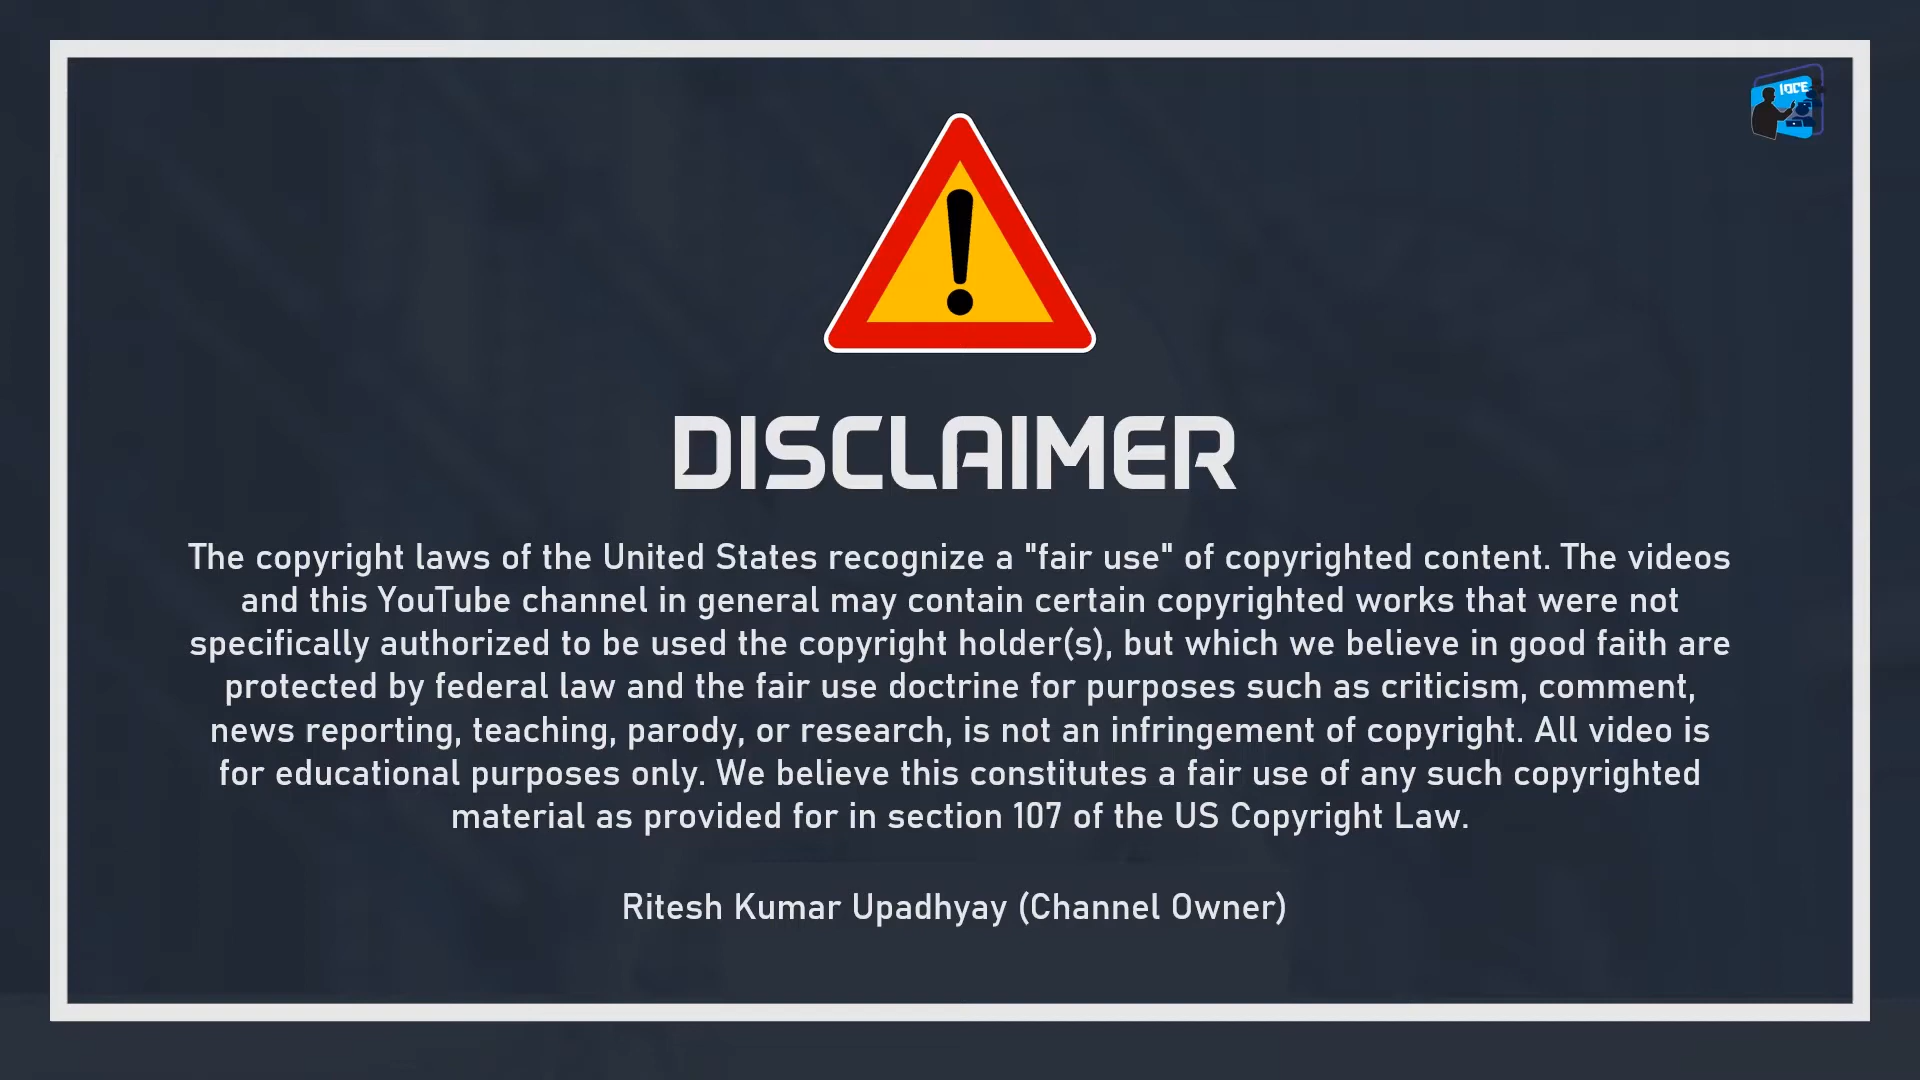 IQCE
DISCLAIMER
The copyright laws of the United States recognize a "fair use" of copyrighted content. The videos
and this YouTube channel in general may contain certain copyrighted works that were not
specifically authorized to be used the copyright holder(s), but which we believe in good faith are
protected by federal law and the fair use doctrine for purposes such as criticism, comment,
news reporting, teaching, parody, or research, is not an infringement of copyright. All video is
for educational purposes only. We believe this constitutes a fair use of any such copyrighted
material as provided for in section 107 of the US Copyright Law.
Ritesh Kumar Upadhyay (Channel Owner)